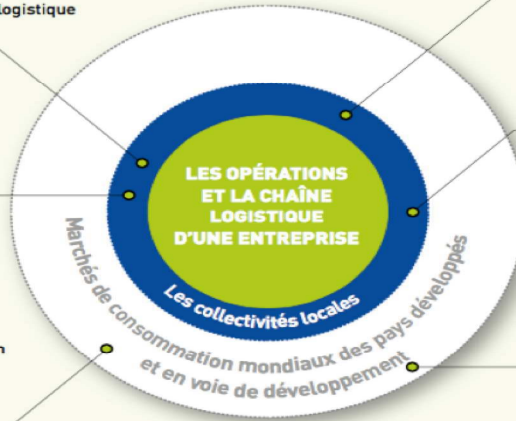 logistique
LES OPÉRATIONS
ET LA CHAÎNE
LOGISTIQUE
D'UNE ENTREPRISE
Les collectivités locales
Marchés de consommation mondiaux des pays développés
et en voie de développement